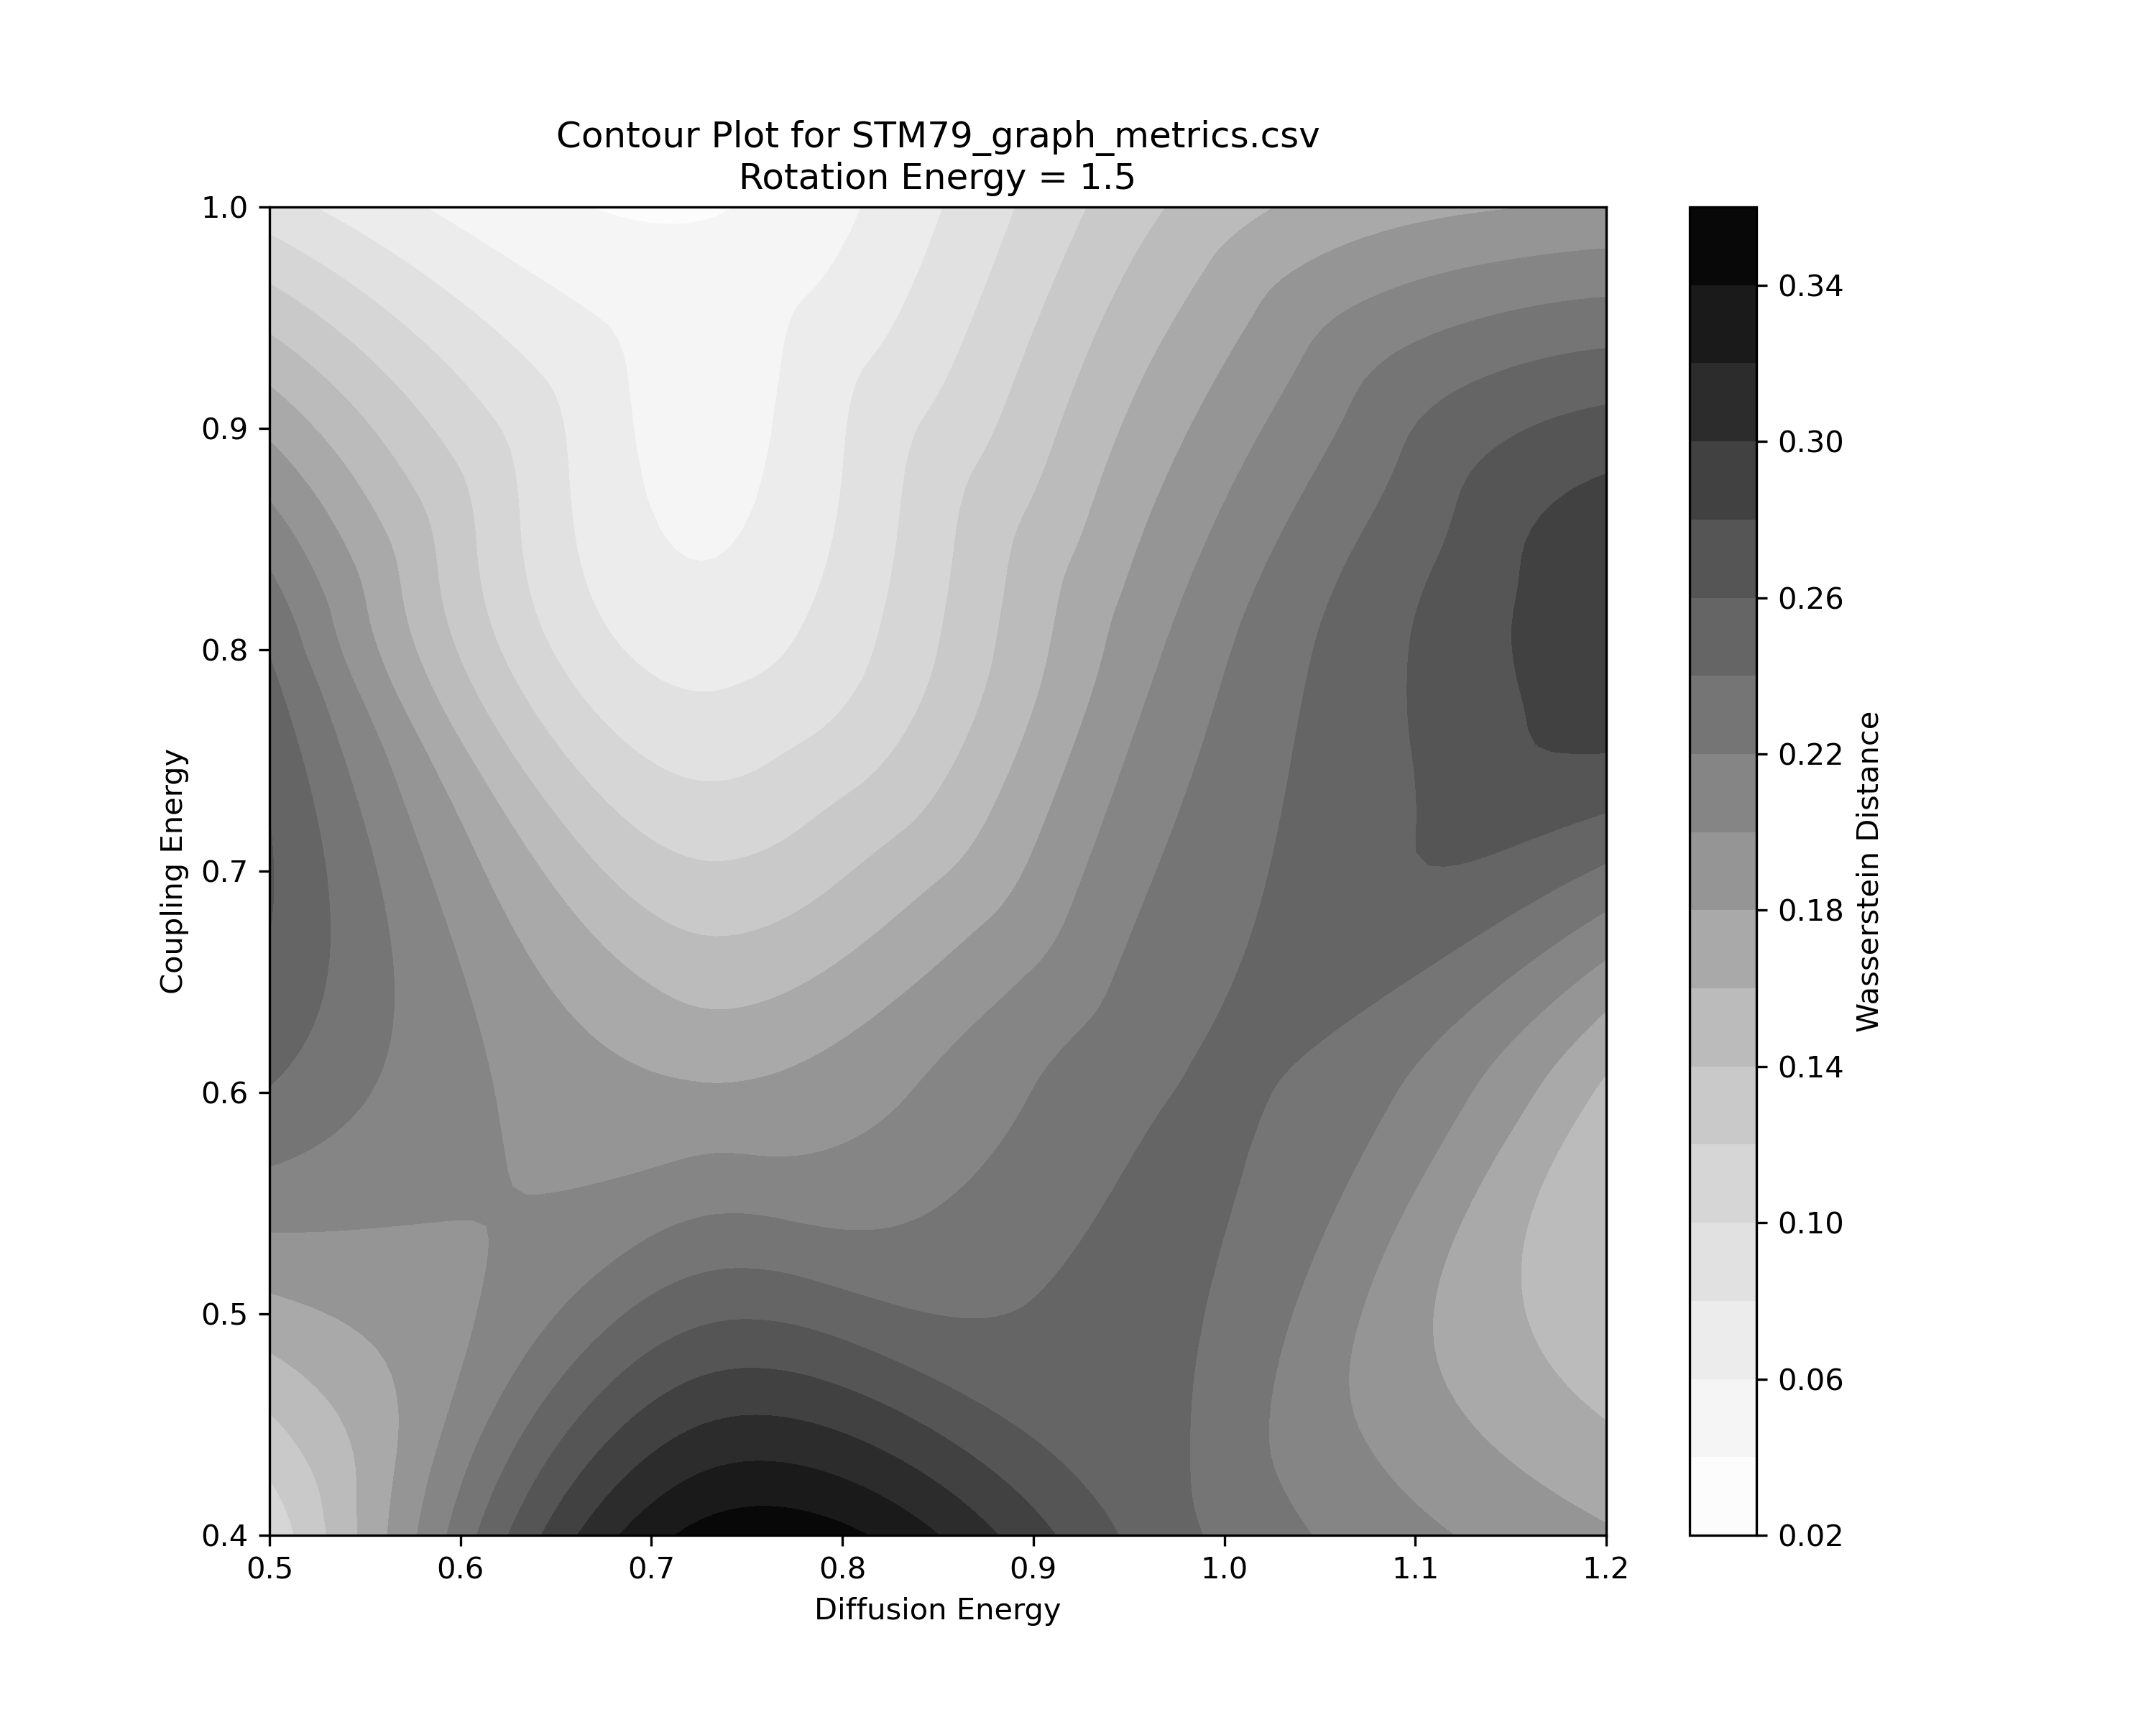 Contour Plot for STM79_graph_metrics.csv
Rotation Energy = 1.5
Coupling Energy
1.0
0.9
0.8
0.7
0.6
0.5
0.4
0.5 0.6 0.7 0.8 0.9 1.0 1.1 1.2
Diffusion Energy
0.34
0.30
0.26
0.22
0.18
0.14
0.10
0.06
0.02
Wasserstein Distance